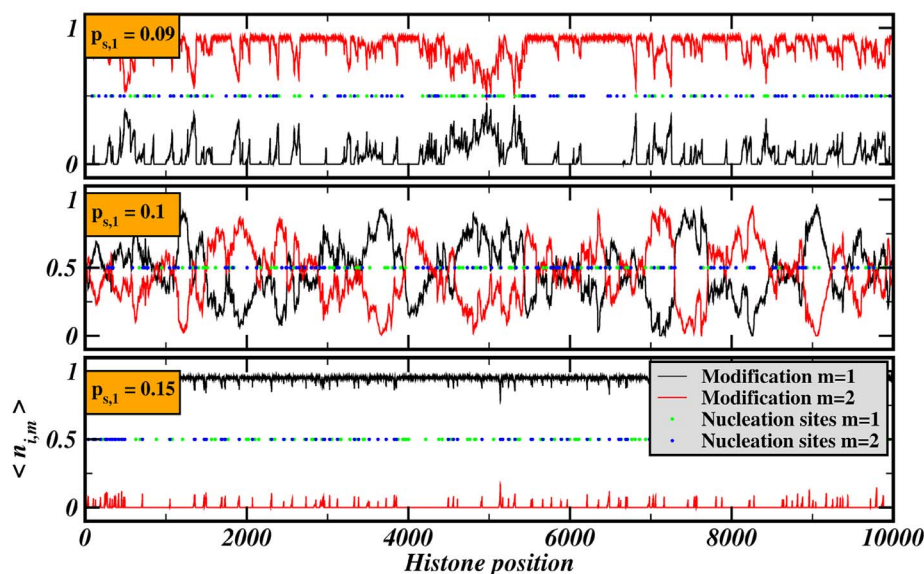 1
p_s,1 = 0.09
0
1
p_s,1 = 0.1
0.5
0
1
p_s,1 = 0.15
Modification m=1
Modification m=2
Nucleation sites m=1
Nucleation sites m=2
0.5
0
< n_i,m >
0 2000 4000 6000 8000 10000
Histone position